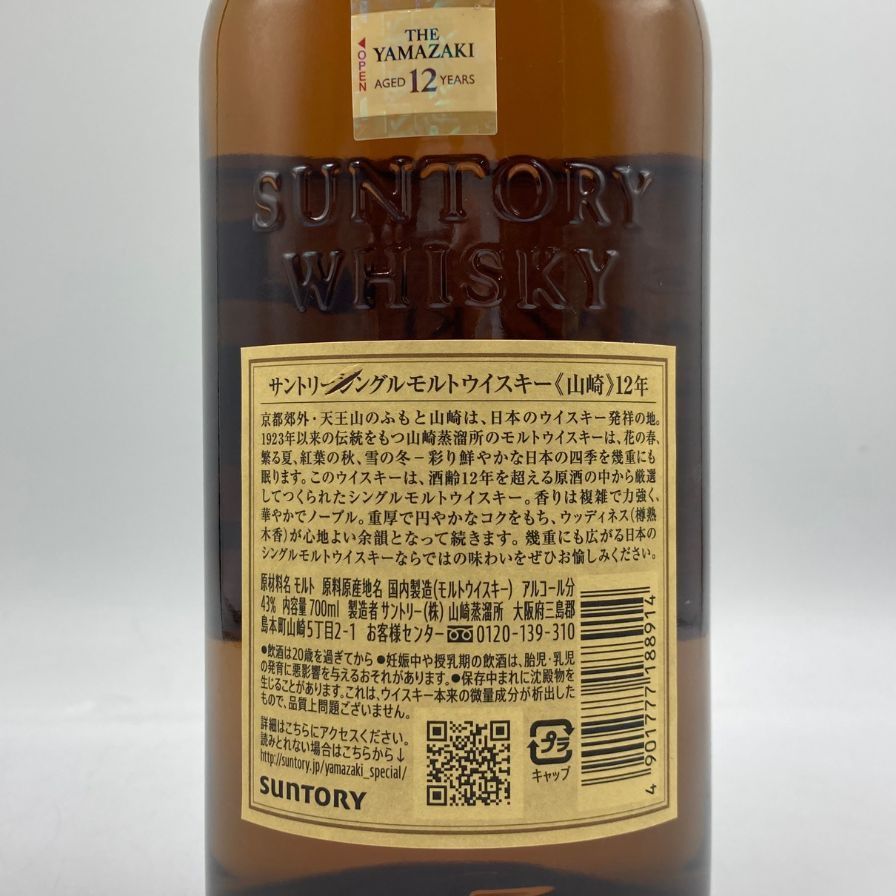 THE
YAMAZAKI
AGED 12 YEARS
◀OPEN
SUNTORY
WHISKY
サントリーシングルモルトウイスキー《山崎》12年
京都郊外・天王山のふもと山崎は、日本のウイスキー発祥の地。
1923年以来の伝統をもつ山崎蒸溜所のモルトウイスキーは、花の春、
繁る夏、紅葉の秋、雪の冬−彩り鮮やかな日本の四季を幾重にも
眠ります。このウイスキーは、酒齢12年を超える原酒の中から厳選
してつくられたシングルモルトウイスキー。香りは複雑で力強く、
華やかでノーブル。重厚で円やかなコクをもち、ウッディネス(樽熟
木香)が心地よい余韻となって続きます。幾重にも広がる日本の
シングルモルトウイスキーならではの味わいをぜひお愉しみください。
原材料名 モルト 原料原産地名 国内製造(モルトウイスキー) アルコール分
43% 内容量700ml 製造者 サントリー(株) 山崎蒸溜所 大阪府三島郡
島本町山崎5丁目2-1 お客様センター 0120-139-310
●飲酒は20歳を過ぎてから ●妊娠中や授乳期の飲酒は、胎児・乳児
の発育に悪影響を与えるおそれがあります。●保存中まれに沈殿物を
生じることがあります。これは、ウイスキー本来の微量成分が析出した
もので、品質上問題ございません。
詳細はこちらにアクセスください。
読みとれない場合はこちらから↓
http://suntory.jp/yamazaki_special/
SUNTORY
プラ
キャップ
4 901777 188914